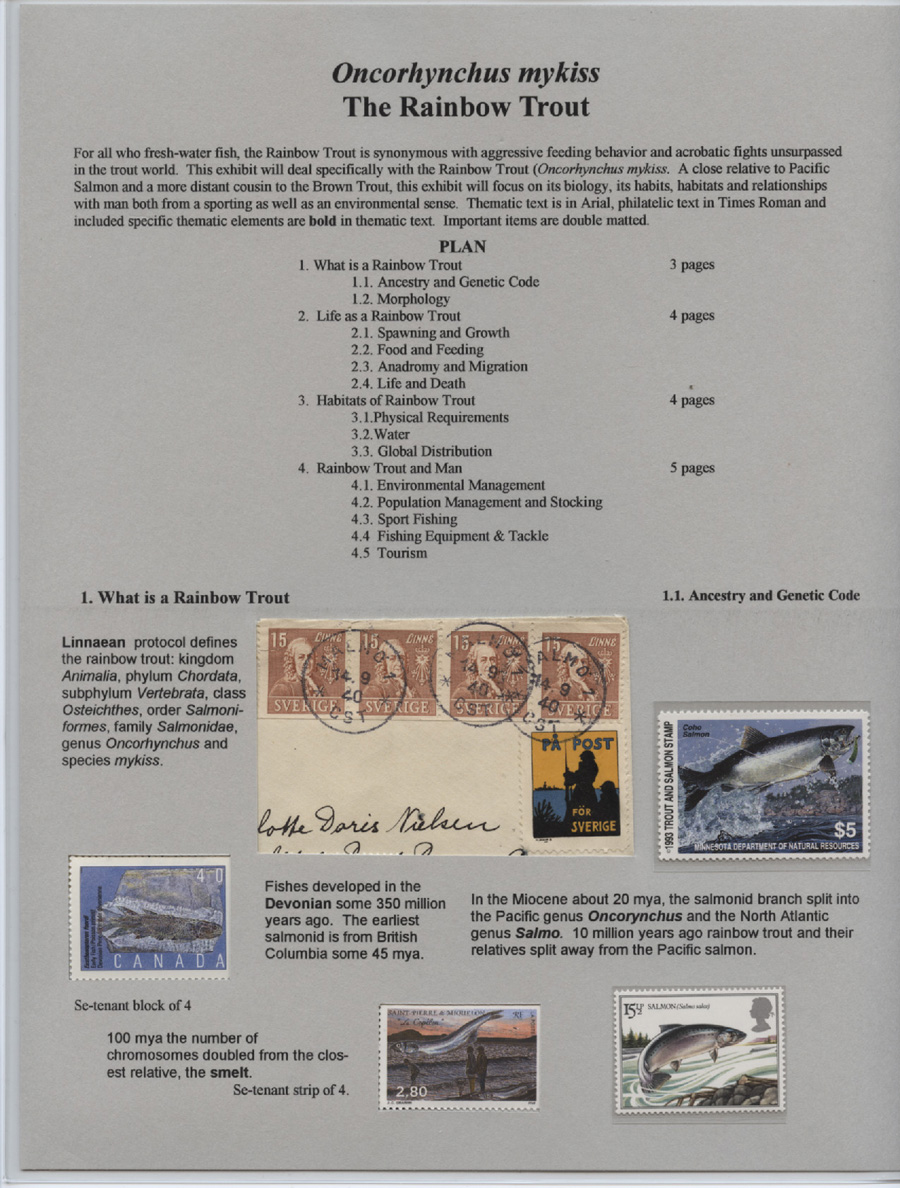 Oncorhynchus mykiss
The Rainbow Trout
For all who fresh-water fish, the Rainbow Trout is synonymous with aggressive feeding behavior and acrobatic fights unsurpassed
in the trout world. This exhibit will deal specifically with the Rainbow Trout (Oncorhynchus mykiss. A close relative to Pacific
Salmon and a more distant cousin to the Brown Trout, this exhibit will focus on its biology, its habits, habitats and relationships
with man both from a sporting as well as an environmental sense. Thematic text is in Arial, philatelic text in Times Roman and
included specific thematic elements are bold in thematic text. Important items are double matted.
PLAN
1. What is a Rainbow Trout 3 pages
1.1. Ancestry and Genetic Code
1.2. Morphology
2. Life as a Rainbow Trout 4 pages
2.1. Spawning and Growth
2.2. Food and Feeding
2.3. Anadromy and Migration
2.4. Life and Death
3. Habitats of Rainbow Trout 4 pages
3.1.Physical Requirements
3.2.Water
3.3. Global Distribution
4. Rainbow Trout and Man 5 pages
4.1. Environmental Management
4.2. Population Management and Stocking
4.3. Sport Fishing
4.4 Fishing Equipment & Tackle
4.5 Tourism
1. What is a Rainbow Trout 1.1. Ancestry and Genetic Code
Linnaean protocol defines
the rainbow trout: kingdom
Animalia, phylum Chordata,
subphylum Vertebrata, class
Osteichthes, order Salmoni-
formes, family Salmonidae,
genus Oncorhynchus and
species mykiss.
15 LINNE 15 LINNE 15 LINNE 15 LINNE
SVERIGE SVERIGE SVERIGE SVERIGE
MALMÖ 1
14. 9
40
CST
PÅ POST
FÖR
SVERIGE
lotte Doris Nielsen
Coho
Salmon
1993 TROUT AND SALMON STAMP
$5
MINNESOTA DEPARTMENT OF NATURAL RESOURCES
40
CANADA
Fishes developed in the
Devonian some 350 million
years ago. The earliest
salmonid is from British
Columbia some 45 mya.
In the Miocene about 20 mya, the salmonid branch split into
the Pacific genus Oncorynchus and the North Atlantic
genus Salmo. 10 million years ago rainbow trout and their
relatives split away from the Pacific salmon.
Se-tenant block of 4
100 mya the number of
chromosomes doubled from the clos-
est relative, the smelt.
Se-tenant strip of 4.
SAINT-PIERRE & MIQUELON
"Le Capelan"
2,80
15½p SALMON (Salmo salar)